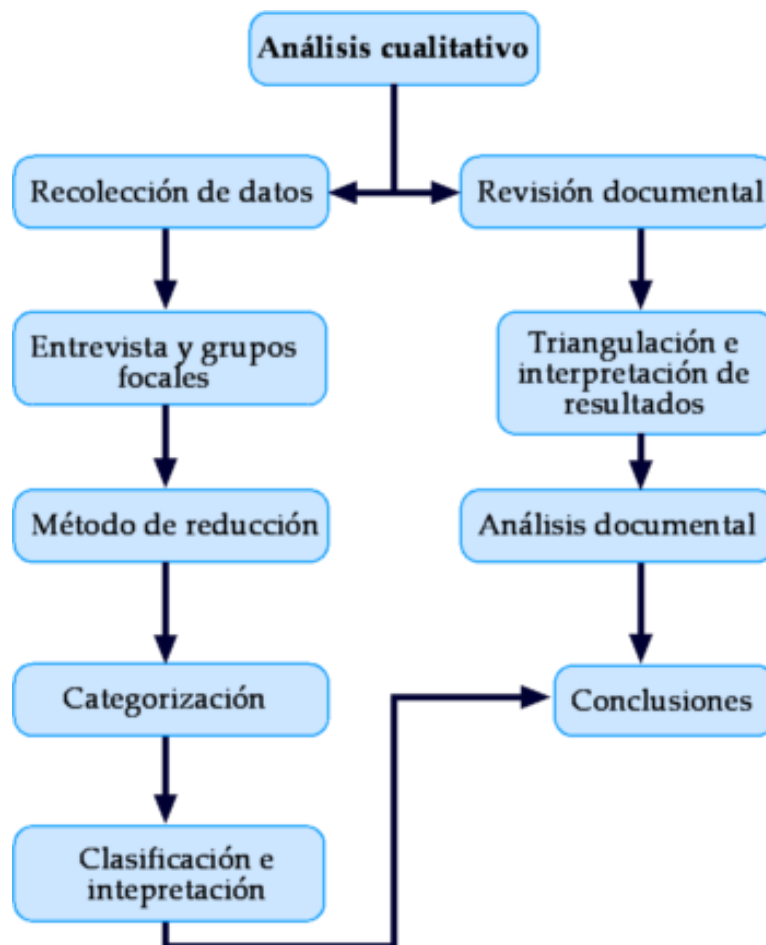 Análisis cualitativo
Recolección de datos
Revisión documental
Entrevista y grupos
focales
Triangulación e
interpretación de
resultados
Método de reducción
Análisis documental
Categorización
Conclusiones
Clasificación e
intepretación